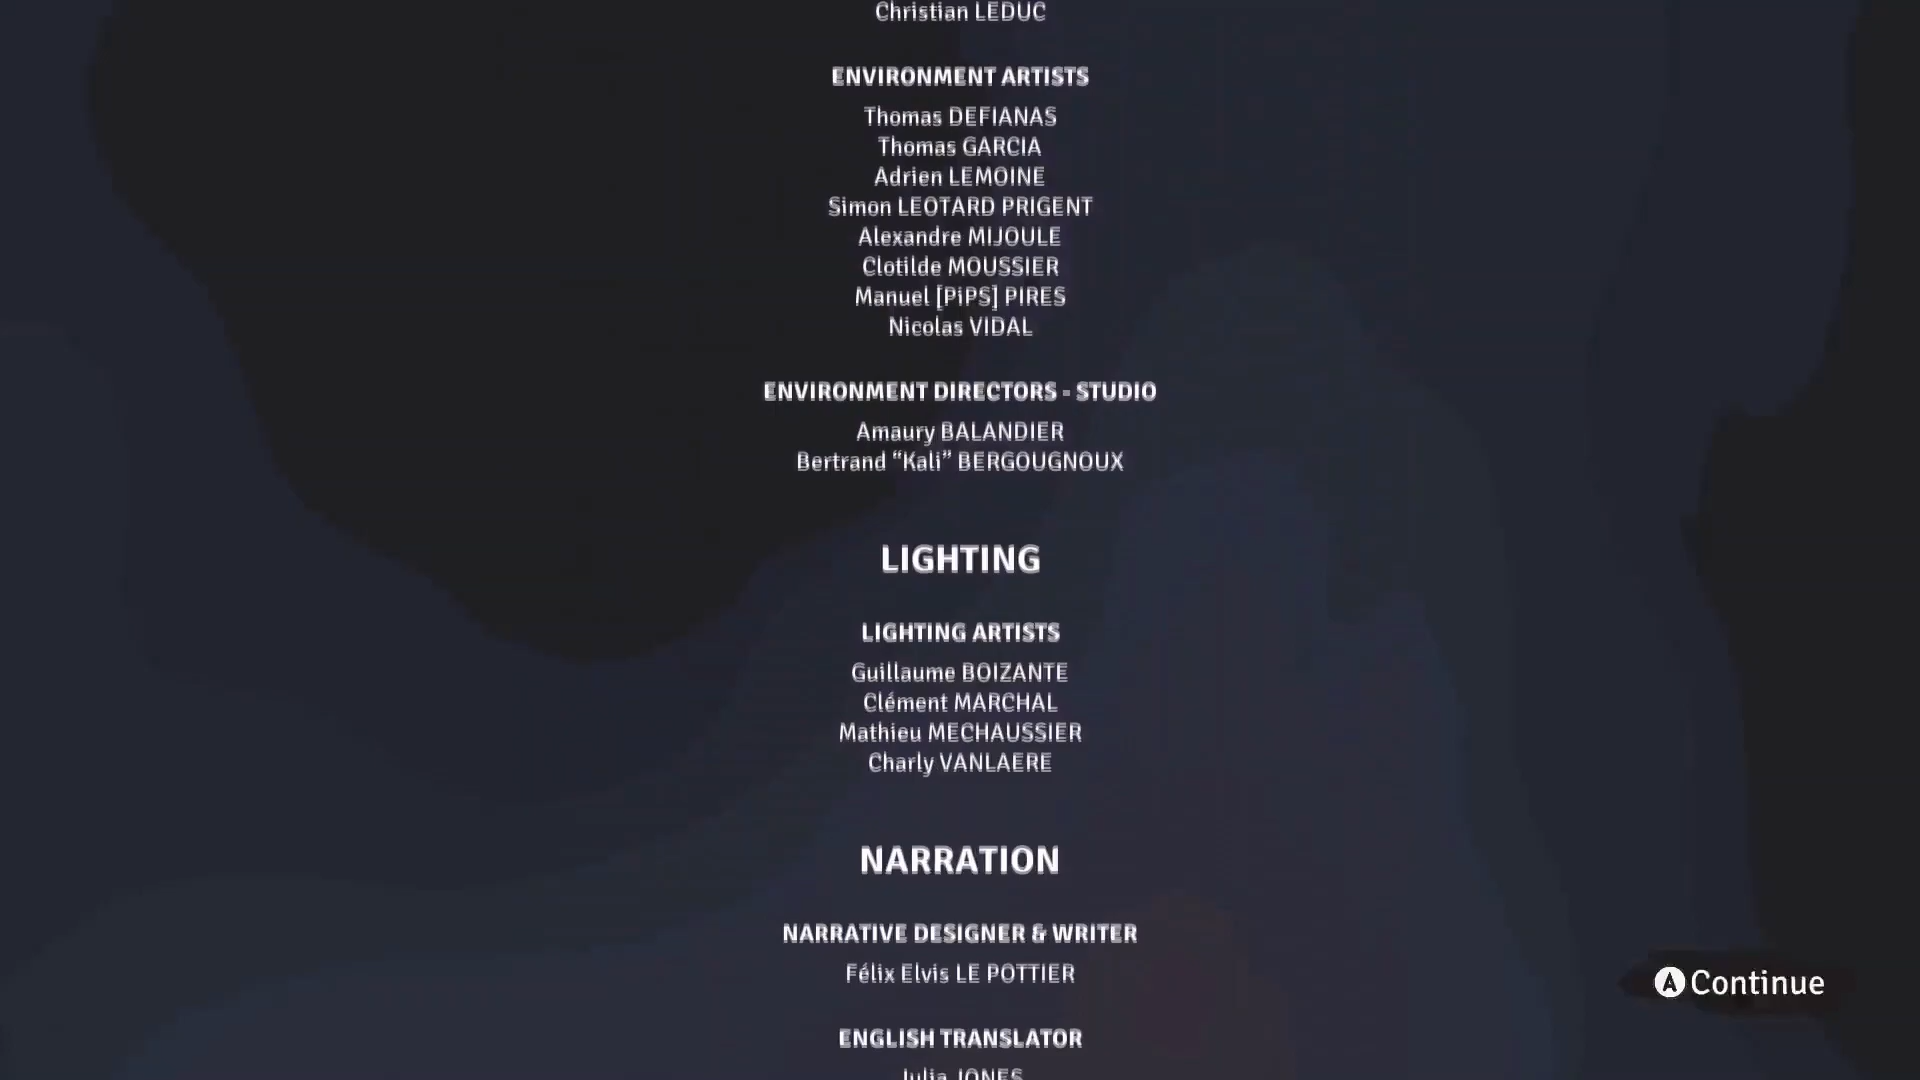 Christian LEDUC
ENVIRONMENT ARTISTS
Thomas DEFIANAS
Thomas GARCIA
Adrien LEMOINE
Simon LEOTARD PRIGENT
Alexandre MIJOULE
Clotilde MOUSSIER
Manuel [PiPS] PIRES
Nicolas VIDAL
ENVIRONMENT DIRECTORS - STUDIO
Amaury BALANDIER
Bertrand “Kali” BERGOUGNOUX
LIGHTING
LIGHTING ARTISTS
Guillaume BOIZANTE
Clément MARCHAL
Mathieu MECHAUSSIER
Charly VANLAERE
NARRATION
NARRATIVE DESIGNER & WRITER
Félix Elvis LE POTTIER
A Continue
ENGLISH TRANSLATOR
Julia JONES